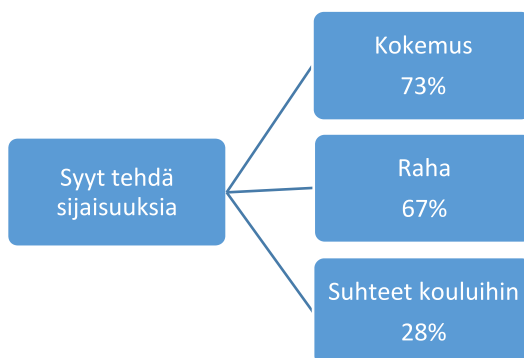 Syyt tehdä
sijaisuuksia
Kokemus
73%
Raha
67%
Suhteet kouluihin
28%